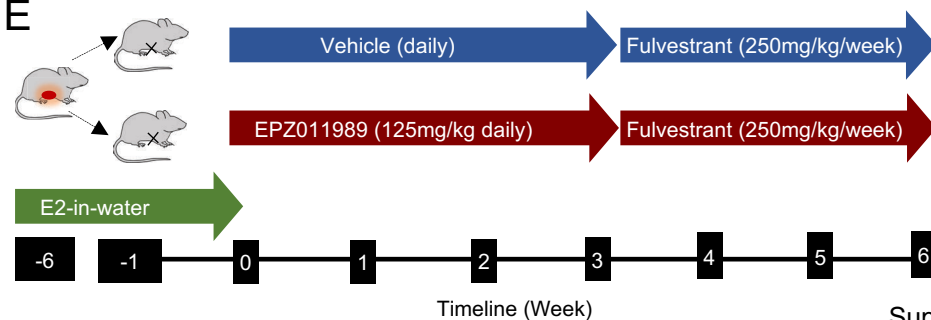 E
Vehicle (daily)
Fulvestrant (250mg/kg/week)
EPZ011989 (125mg/kg daily)
Fulvestrant (250mg/kg/week)
E2-in-water
-6
-1
0
1
2
3
4
5
6
Timeline (Week)